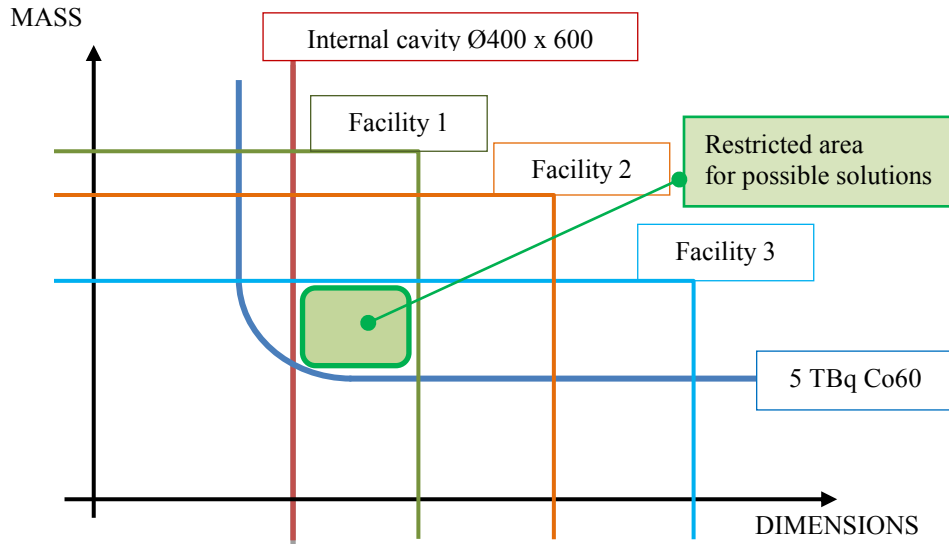 MASS
Internal cavity Ø400 x 600
Facility 1
Facility 2
Restricted area
for possible solutions
Facility 3
5 TBq Co60
DIMENSIONS